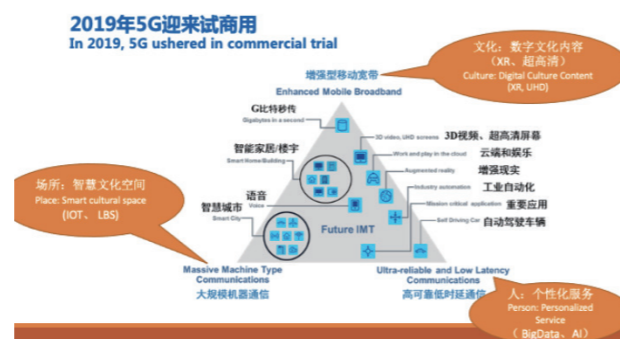 2019年5G迎来试商用
In 2019, 5G ushered in commercial trial
文化：数字文化内容
（XR、超高清）
Culture: Digital Culture Content
(XR, UHD)
增强型移动宽带
Enhanced Mobile Broadband
G比特秒传
Gigabytes in a second
3D video, UHD screens 3D视频、超高清屏幕
智能家居/楼宇
Smart Home/Building
Work and play in the cloud 云端和娱乐
Augmented reality 增强现实
场所：智慧文化空间
Place: Smart cultural space
(IOT、 LBS)
语音
Voice
Industry automation 工业自动化
智慧城市
Smart City
Mission critical application 重要应用
Future IMT
Self Driving Car 自动驾驶车辆
Massive Machine Type
Communications
大规模机器通信
Ultra-reliable and Low Latency
Communications
高可靠低时延通信
人：个性化服务
Person: Personalized
Service
（ BigData、AI）